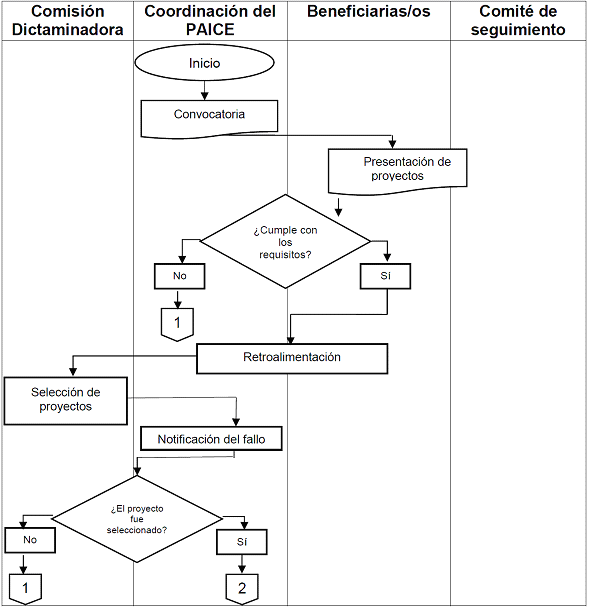 Comisión
Dictaminadora
Coordinación del
PAICE
Beneficiarias/os
Comité de
seguimiento
Inicio
Convocatoria
Presentación de
proyectos
¿Cumple con
los
requisitos?
No
Sí
1
Retroalimentación
Selección de
proyectos
Notificación del fallo
¿El proyecto
fue
seleccionado?
No
Sí
1
2